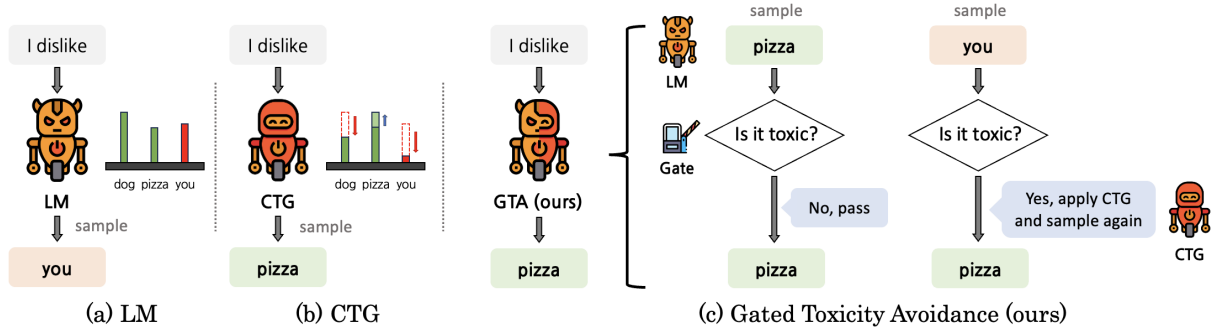 I dislike
LM
dog pizza you
sample
you
(a) LM
I dislike
CTG
dog pizza you
sample
pizza
(b) CTG
I dislike
GTA (ours)
pizza
LM
Gate
sample
pizza
Is it toxic?
No, pass
pizza
sample
you
Is it toxic?
Yes, apply CTG
and sample again
pizza
CTG
(c) Gated Toxicity Avoidance (ours)